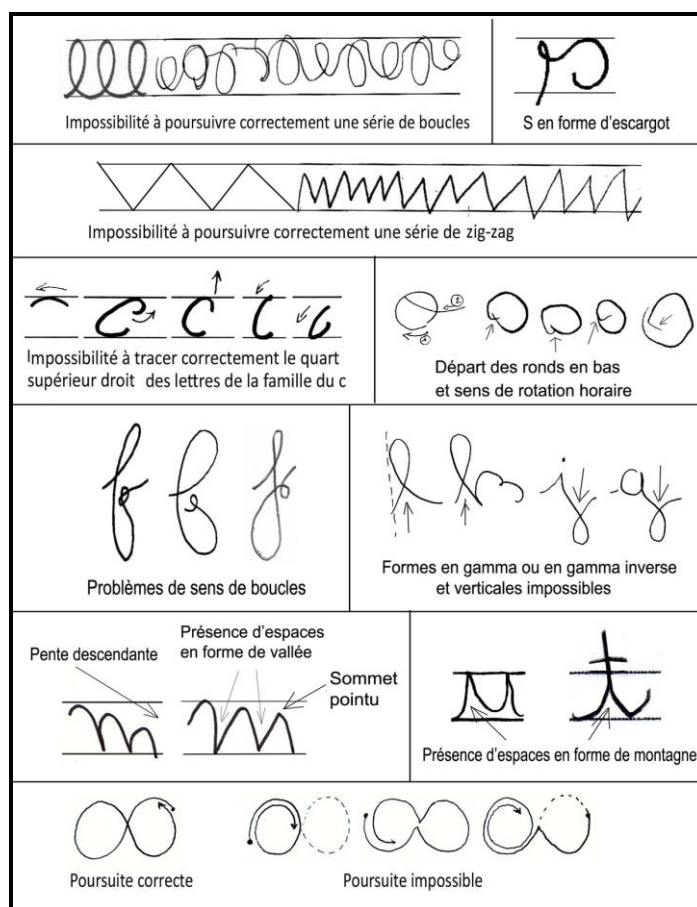 Impossibilité à poursuivre correctement une série de boucles
S en forme d'escargot
Impossibilité à poursuivre correctement une série de zig-zag
Impossibilité à tracer correctement le quart
supérieur droit des lettres de la famille du c
Départ des ronds en bas
et sens de rotation horaire
Problèmes de sens de boucles
Formes en gamma ou en gamma inverse
et verticales impossibles
Pente descendante
Présence d'espaces
en forme de vallée
Sommet
pointu
Présence d'espaces en forme de montagne
Poursuite correcte
Poursuite impossible